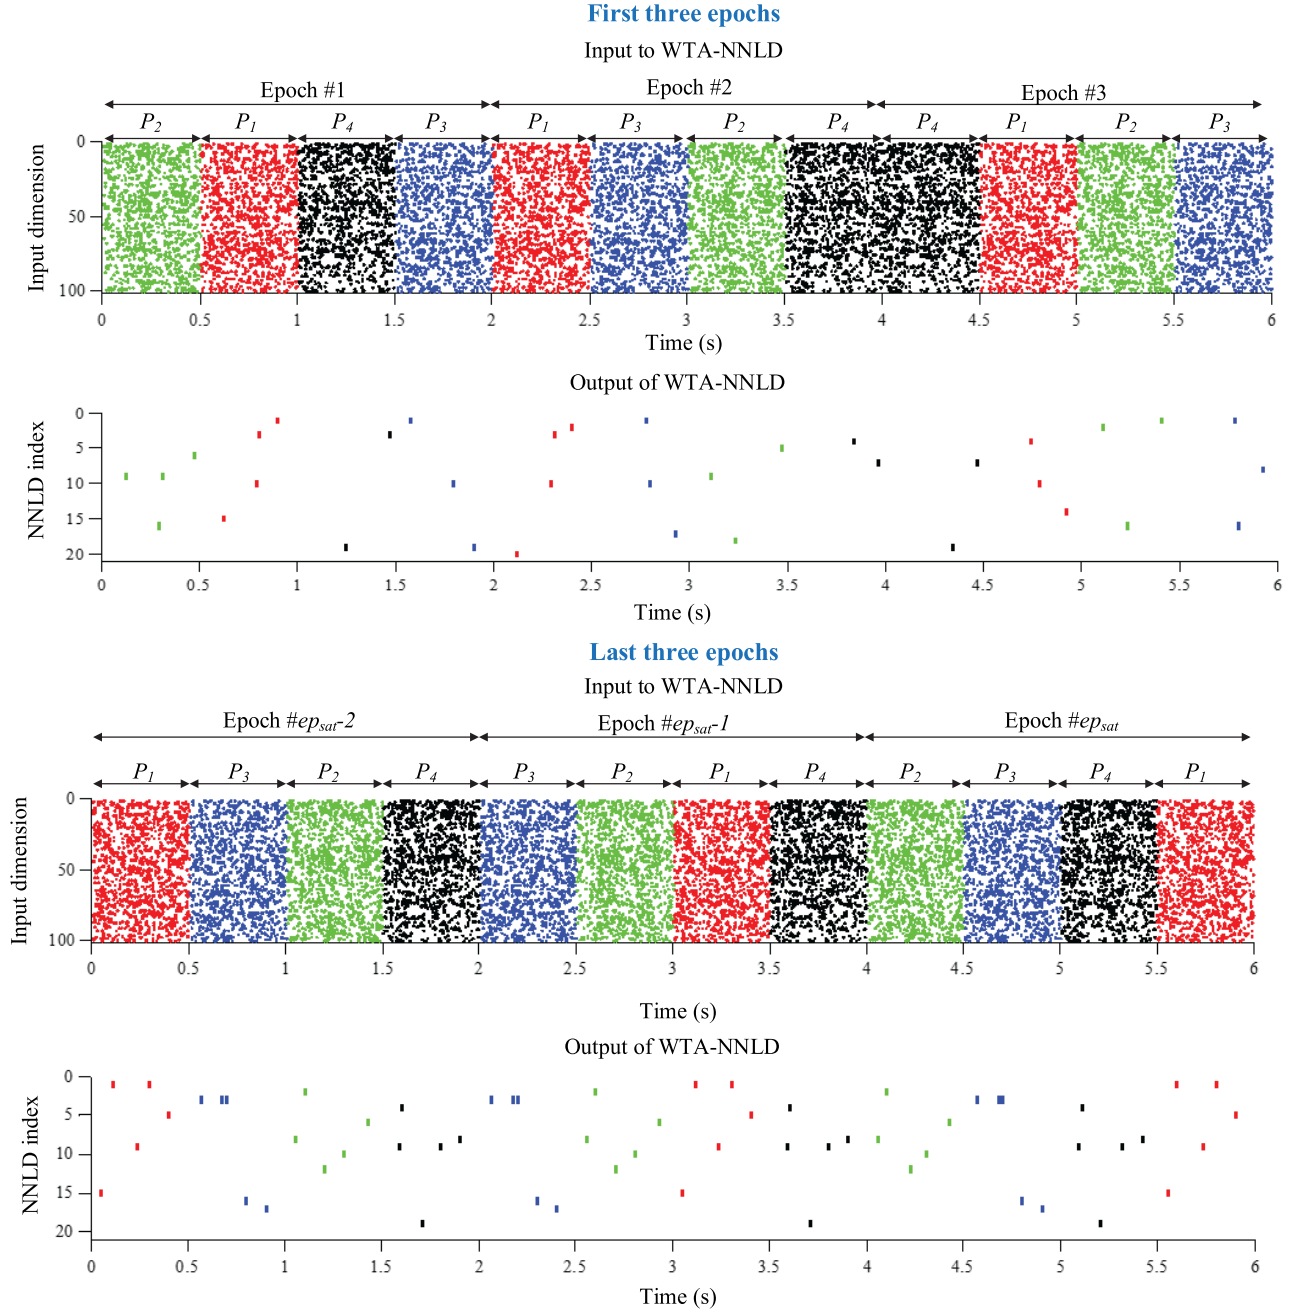 First three epochs
Input to WTA-NNLD
Epoch #1 Epoch #2 Epoch #3
P2 P1 P4 P3 P1 P3 P2 P4 P4 P1 P2 P3
Input dimension
0
50
100
0 0.5 1 1.5 2 2.5 3 3.5 4 4.5 5 5.5 6
Time (s)
Output of WTA-NNLD
NNLD index
0
5
10
15
20
0 0.5 1 1.5 2 2.5 3 3.5 4 4.5 5 5.5 6
Time (s)
Last three epochs
Input to WTA-NNLD
Epoch #epsat-2 Epoch #epsat-1 Epoch #epsat
P1 P3 P2 P4 P3 P2 P1 P4 P2 P3 P4 P1
Input dimension
0
50
100
0 0.5 1 1.5 2 2.5 3 3.5 4 4.5 5 5.5 6
Time (s)
Output of WTA-NNLD
NNLD index
0
5
10
15
20
0 0.5 1 1.5 2 2.5 3 3.5 4 4.5 5 5.5 6
Time (s)